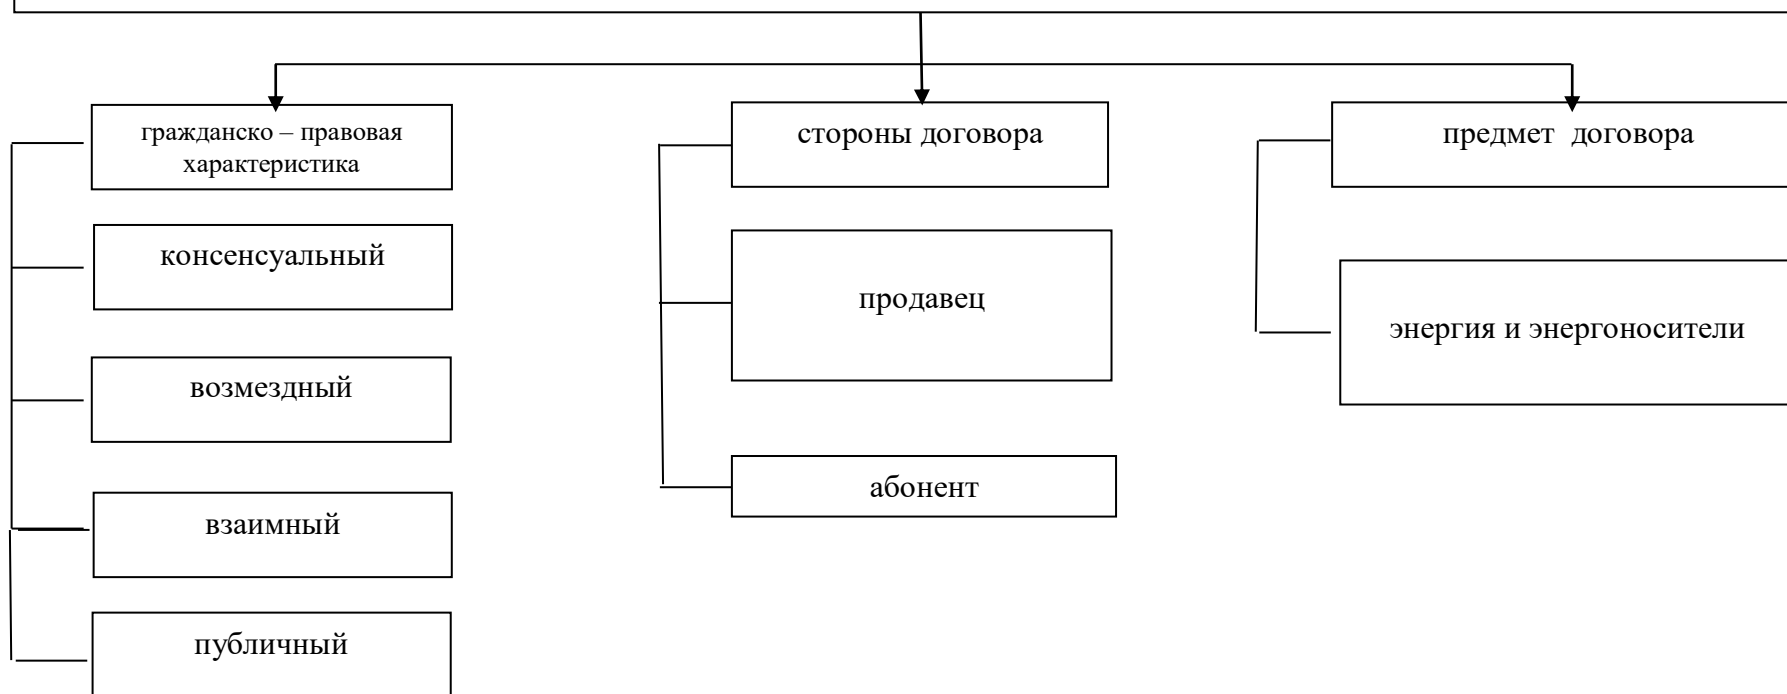 гражданско – правовая
характеристика
консенсуальный
возмездный
взаимный
публичный
стороны договора
продавец
абонент
предмет договора
энергия и энергоносители